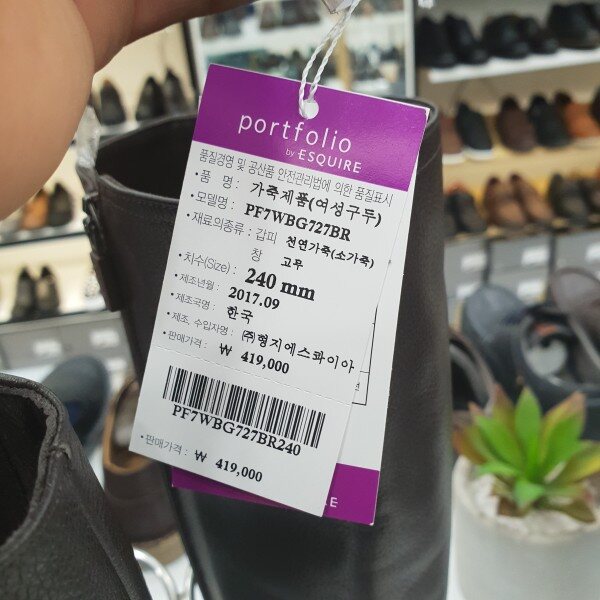 portfolio
by ESQUIRE
품질경영 및 공산품 안전관리법에 의한 품질표시
• 품 명 : 가죽제품(여성구두)
• 모델명 : PF7WBG727BR
• 재료의종류 : 갑피 천연가죽(소가죽)
창 고무
• 치수(Size) : 240 mm
• 제조년월 : 2017.09
• 제조국명 : 한국
• 제조, 수입자명 : ㈜형지에스콰이아
• 판매가격 : ₩ 419,000
PF7WBG727BR240
• 판매가격 : ₩ 419,000
IRE